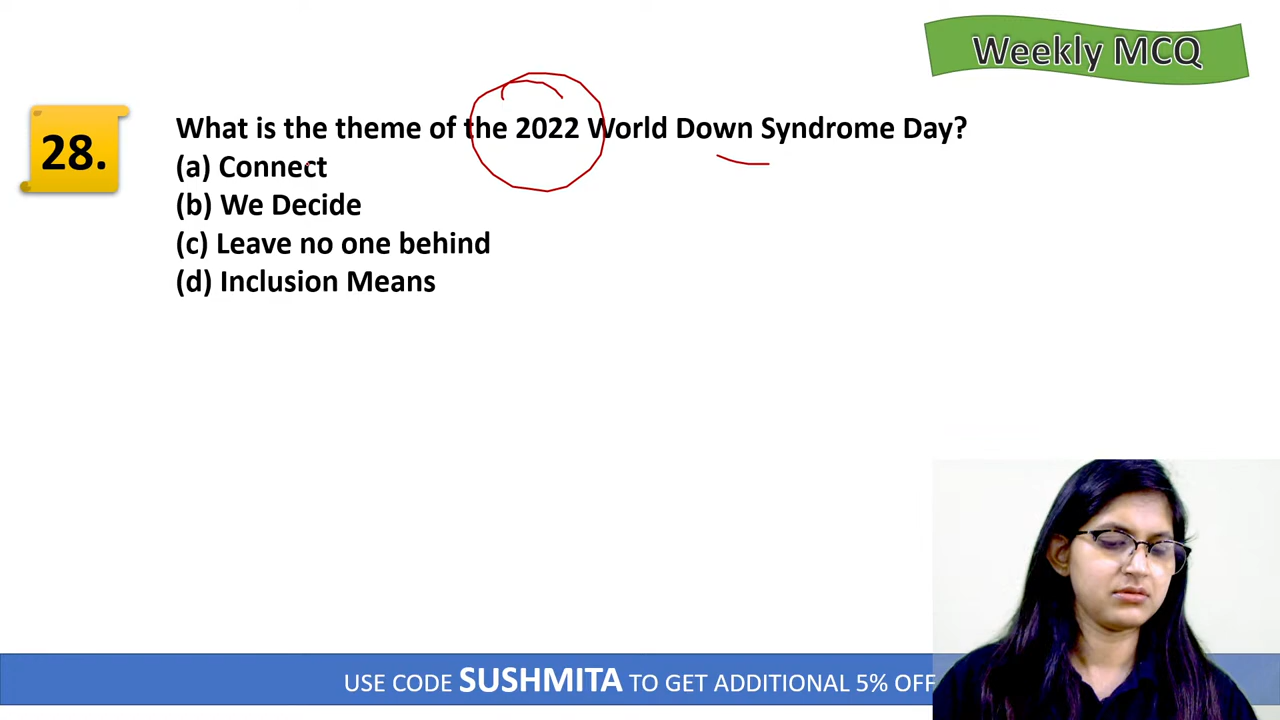 Weekly MCQ
28.
What is the theme of the 2022 World Down Syndrome Day?
(a) Connect
(b) We Decide
(c) Leave no one behind
(d) Inclusion Means
USE CODE SUSHMITA TO GET ADDITIONAL 5% OFF